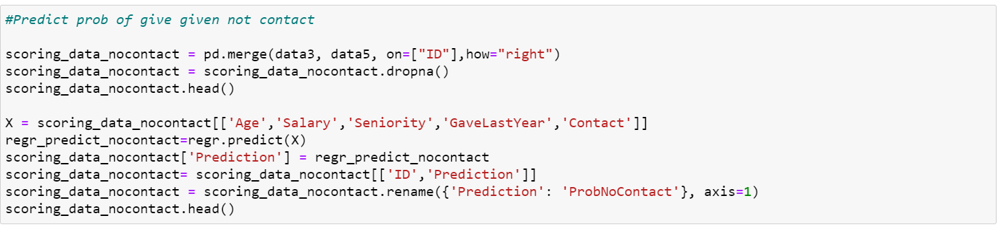 #Predict prob of give given not contact
scoring_data_nocontact = pd.merge(data3, data5, on=["ID"],how="right")
scoring_data_nocontact = scoring_data_nocontact.dropna()
scoring_data_nocontact.head()
X = scoring_data_nocontact[['Age','Salary','Seniority','GaveLastYear','Contact']]
regr_predict_nocontact=regr.predict(X)
scoring_data_nocontact['Prediction'] = regr_predict_nocontact
scoring_data_nocontact= scoring_data_nocontact[['ID','Prediction']]
scoring_data_nocontact = scoring_data_nocontact.rename({'Prediction': 'ProbNoContact'}, axis=1)
scoring_data_nocontact.head()